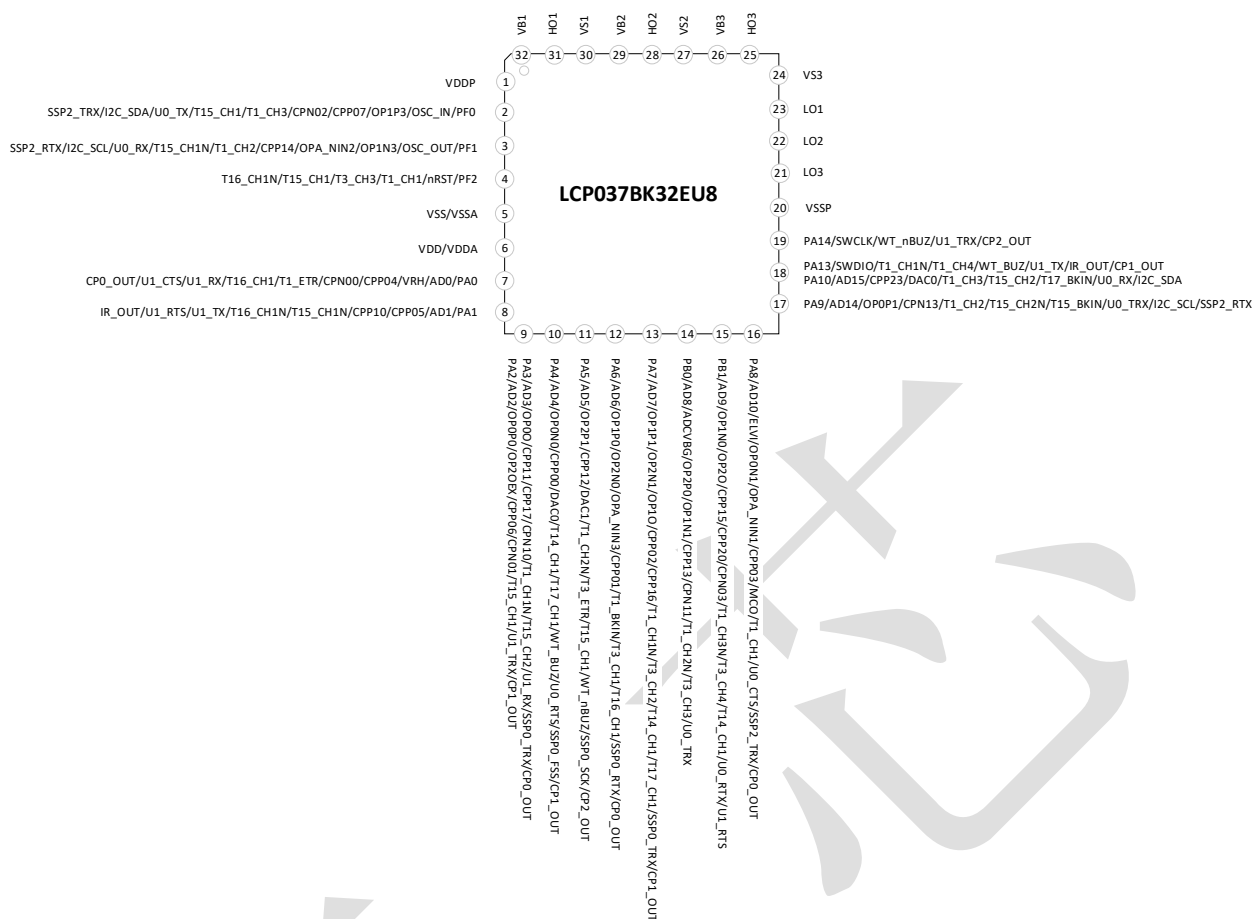 VB1
HO1
VS1
VB2
HO2
VS2
VB3
HO3
32
31
30
29
28
27
26
25
VDDP
1
SSP2_TRX/I2C_SDA/U0_TX/T15_CH1/T1_CH3/CPN02/CPP07/OP1P3/OSC_IN/PF0
2
SSP2_RTX/I2C_SCL/U0_RX/T15_CH1N/T1_CH2/CPP14/OPA_NIN2/OP1N3/OSC_OUT/PF1
3
T16_CH1N/T15_CH1/T3_CH3/T1_CH1/nRST/PF2
4
VSS/VSSA
5
VDD/VDDA
6
CP0_OUT/U1_CTS/U1_RX/T16_CH1/T1_ETR/CPN00/CPP04/VRH/AD0/PA0
7
IR_OUT/U1_RTS/U1_TX/T16_CH1N/T15_CH1N/CPP10/CPP05/AD1/PA1
8
LCP037BK32EU8
24
VS3
23
LO1
22
LO2
21
LO3
20
VSSP
19
PA14/SWCLK/WT_nBUZ/U1_TRX/CP2_OUT
18
PA13/SWDIO/T1_CH1N/T1_CH4/WT_BUZ/U1_TX/IR_OUT/CP1_OUT
PA10/AD15/CPP23/DAC0/T1_CH3/T15_CH2/T17_BKIN/U0_RX/I2C_SDA
17
PA9/AD14/OP0P1/CPN13/T1_CH2/T15_CH2N/T15_BKIN/U0_TRX/I2C_SCL/SSP2_RTX
9
10
11
12
13
14
15
16
PA2/AD2/OP0P0/OP2OEX/CPP06/CPN01/T15_CH1/U1_TRX/CP1_OUT
PA3/AD3/OP0O/CPP11/CPP17/CPN10/T1_CH1N/T15_CH2/U1_RX/SSP0_TRX/CP0_OUT
PA4/AD4/OP0N0/CPP00/DAC0/T14_CH1/T17_CH1/WT_BUZ/U0_RTS/SSP0_FSS/CP1_OUT
PA5/AD5/OP2P1/CPP12/DAC1/T1_CH2N/T3_ETR/T15_CH1/WT_nBUZ/SSP0_SCK/CP2_OUT
PA6/AD6/OP1P0/OP2N0/OPA_NIN3/CPP01/T1_BKIN/T3_CH1/T16_CH1/SSP0_RTX/CP0_OUT
PA7/AD7/OP1P1/OP2N1/OP1O/CPP02/CPP16/T1_CH1N/T3_CH2/T14_CH1/T17_CH1/SSP0_TRX/CP1_OUT
PB0/AD8/ADCVBG/OP2P0/OP1N1/CPP13/CPN11/T1_CH2N/T3_CH3/U0_TRX
PB1/AD9/OP1N0/OP2O/CPP15/CPP20/CPN03/T1_CH3N/T3_CH4/T14_CH1/U0_RTX/U1_RTS
PA8/AD10/ELVI/OP0N1/OPA_NIN1/CPP03/MCO/T1_CH1/U0_CTS/SSP2_TRX/CP0_OUT